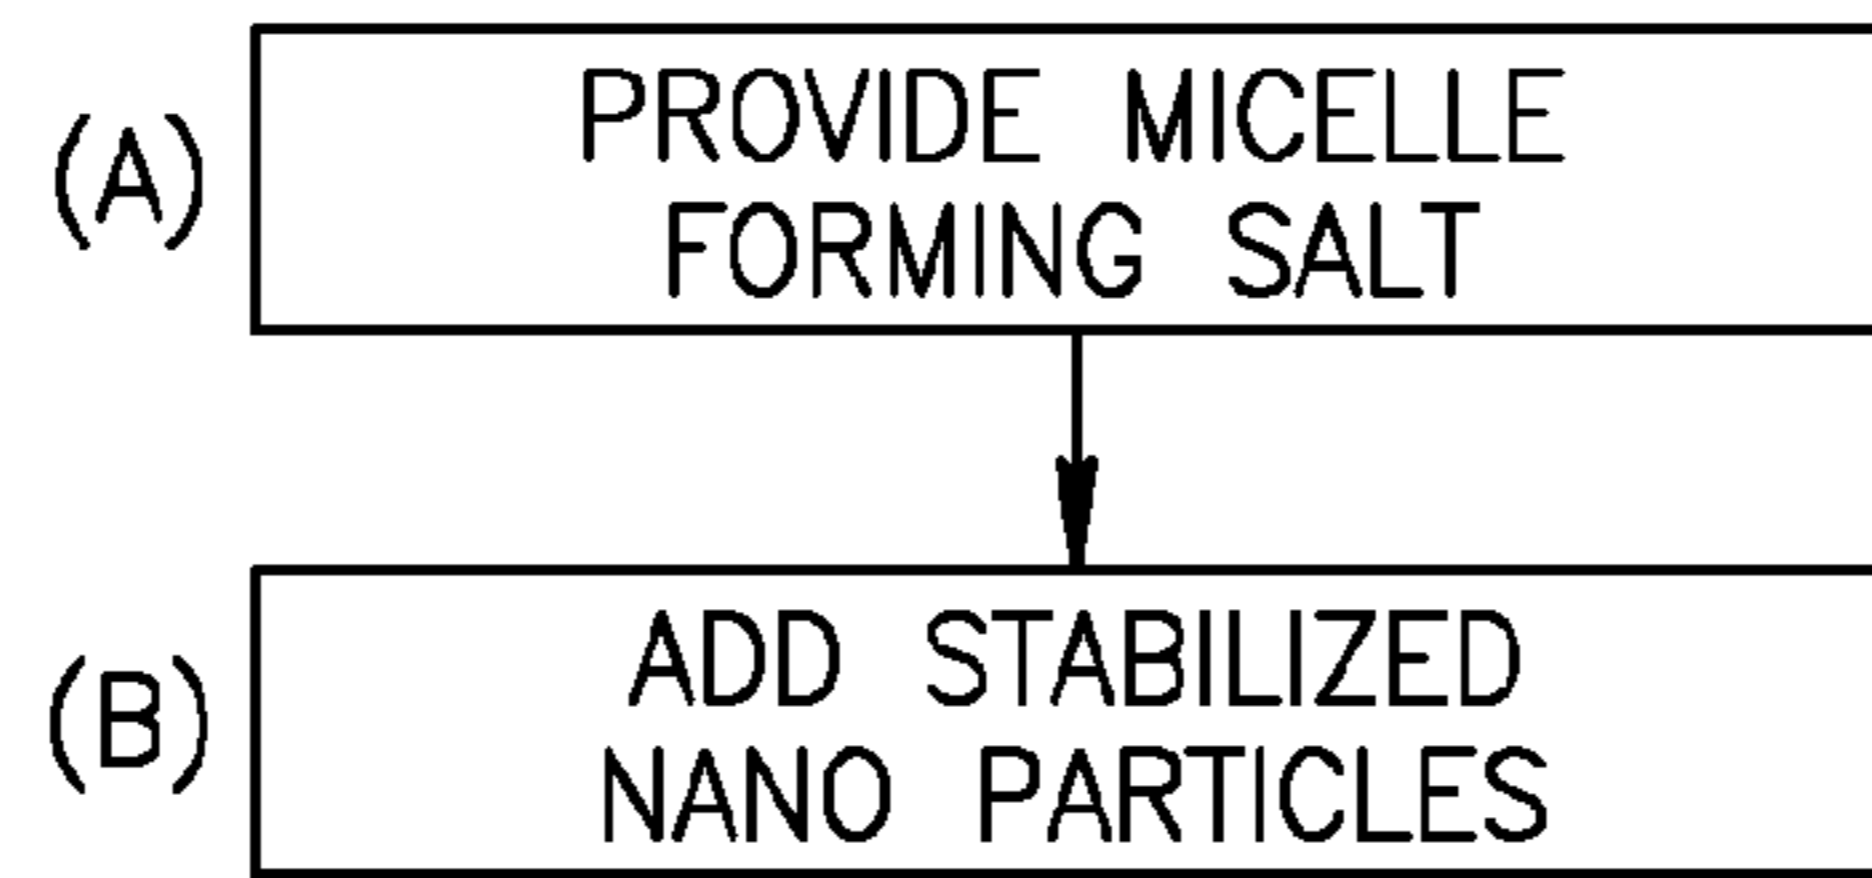 (A)
PROVIDE MICELLE
FORMING SALT
(B)
ADD STABILIZED
NANO PARTICLES